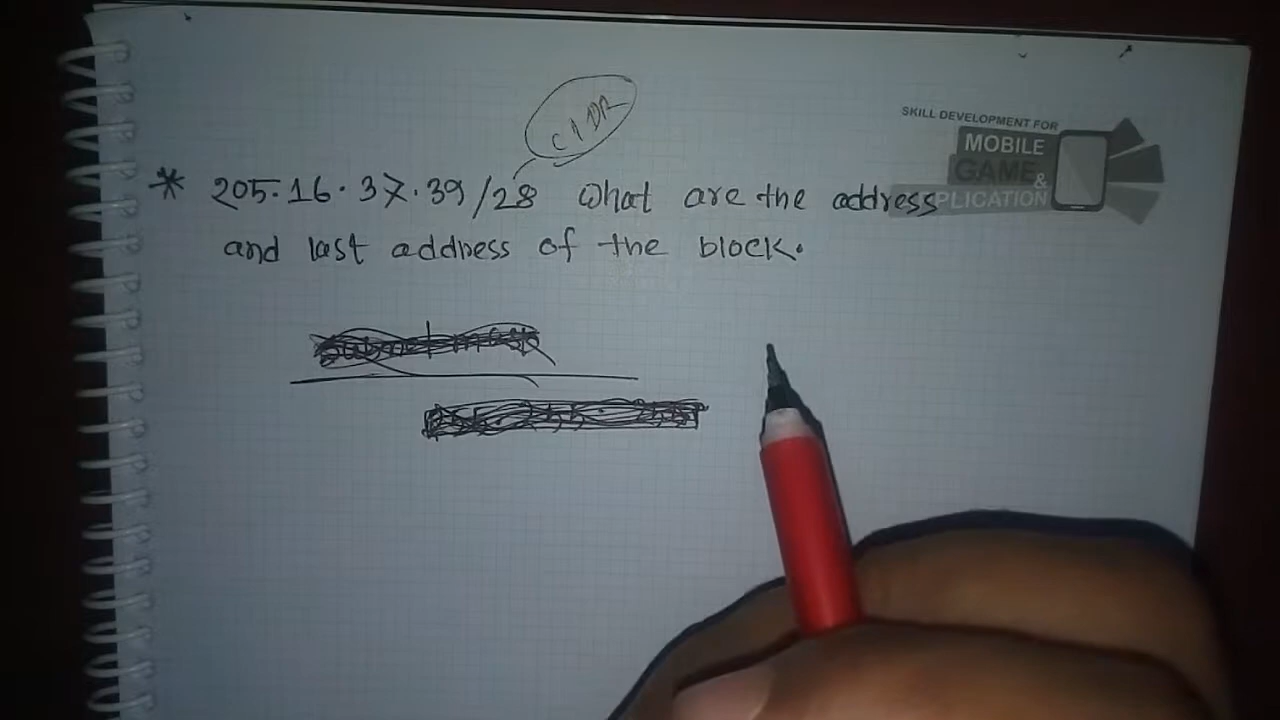 CIDR
* 205.16.37.39/28 What are the address
and last address of the block.
SKILL DEVELOPMENT FOR
MOBILE
GAME &
PLICATION